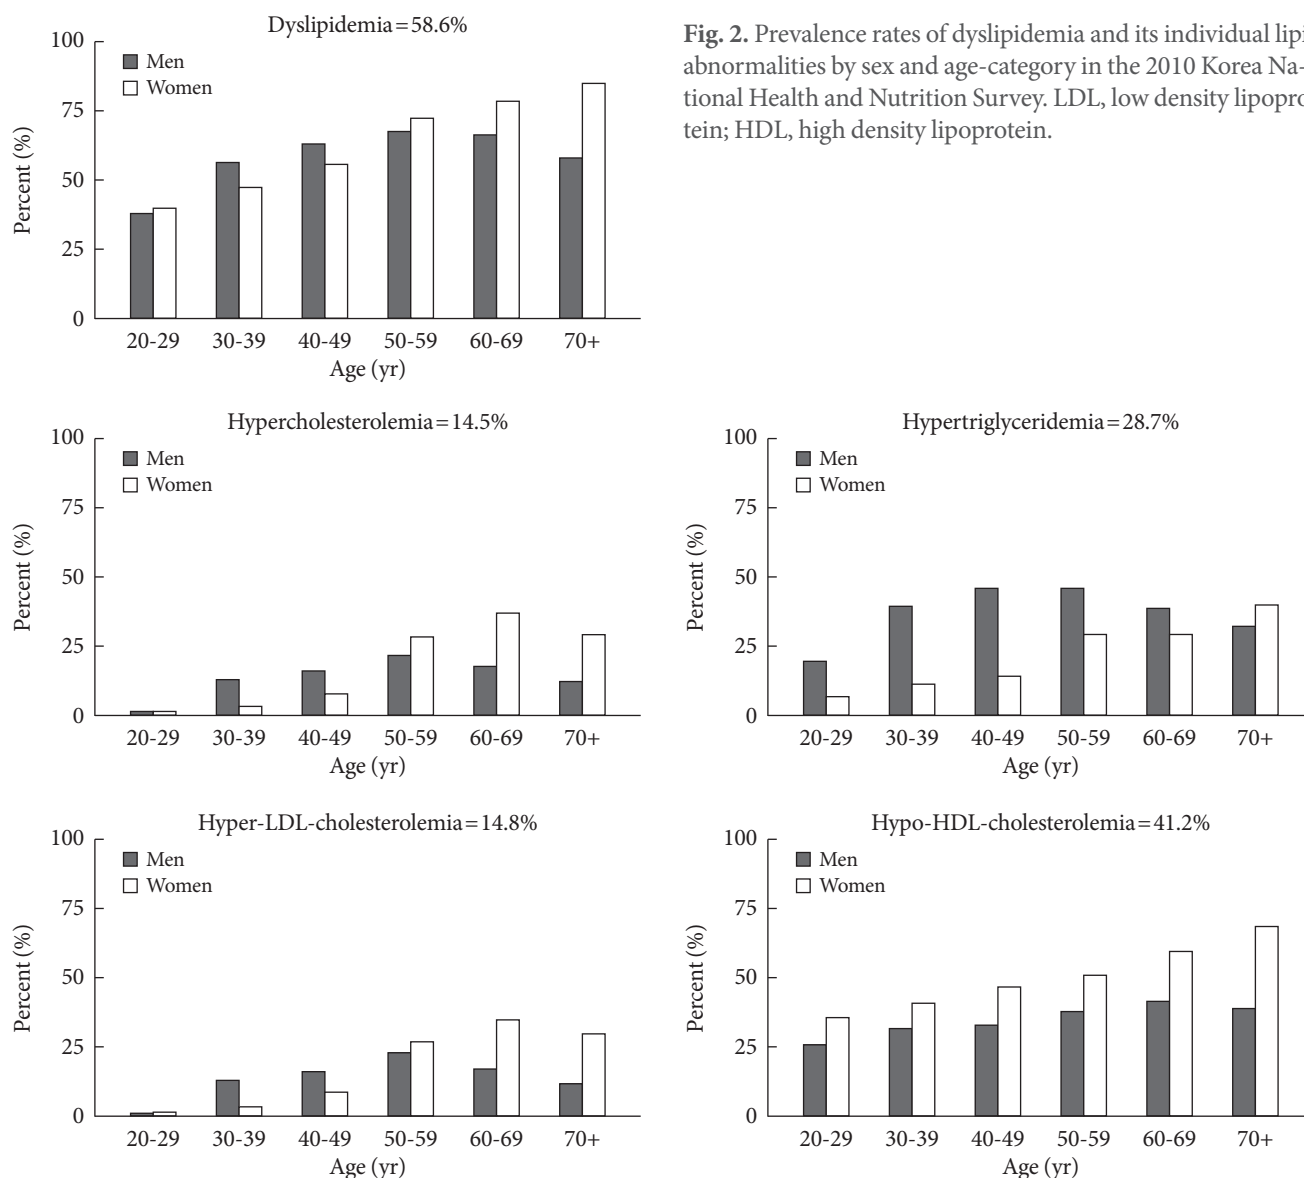 Dyslipidemia=58.6%
100
75
50
25
0
Percent (%)
Men
Women
20-29 30-39 40-49 50-59 60-69 70+
Age (yr)
Fig. 2. Prevalence rates of dyslipidemia and its individual lipi
abnormalities by sex and age-category in the 2010 Korea Na-
tional Health and Nutrition Survey. LDL, low density lipopro
tein; HDL, high density lipoprotein.
Hypercholesterolemia=14.5%
100
75
50
25
0
Percent (%)
Men
Women
20-29 30-39 40-49 50-59 60-69 70+
Age (yr)
Hypertriglyceridemia=28.7%
100
75
50
25
0
Percent (%)
Men
Women
20-29 30-39 40-49 50-59 60-69 70+
Age (yr)
Hyper-LDL-cholesterolemia=14.8%
100
75
50
25
0
Percent (%)
Men
Women
20-29 30-39 40-49 50-59 60-69 70+
Age (yr)
Hypo-HDL-cholesterolemia=41.2%
100
75
50
25
0
Percent (%)
Men
Women
20-29 30-39 40-49 50-59 60-69 70+
Age (yr)